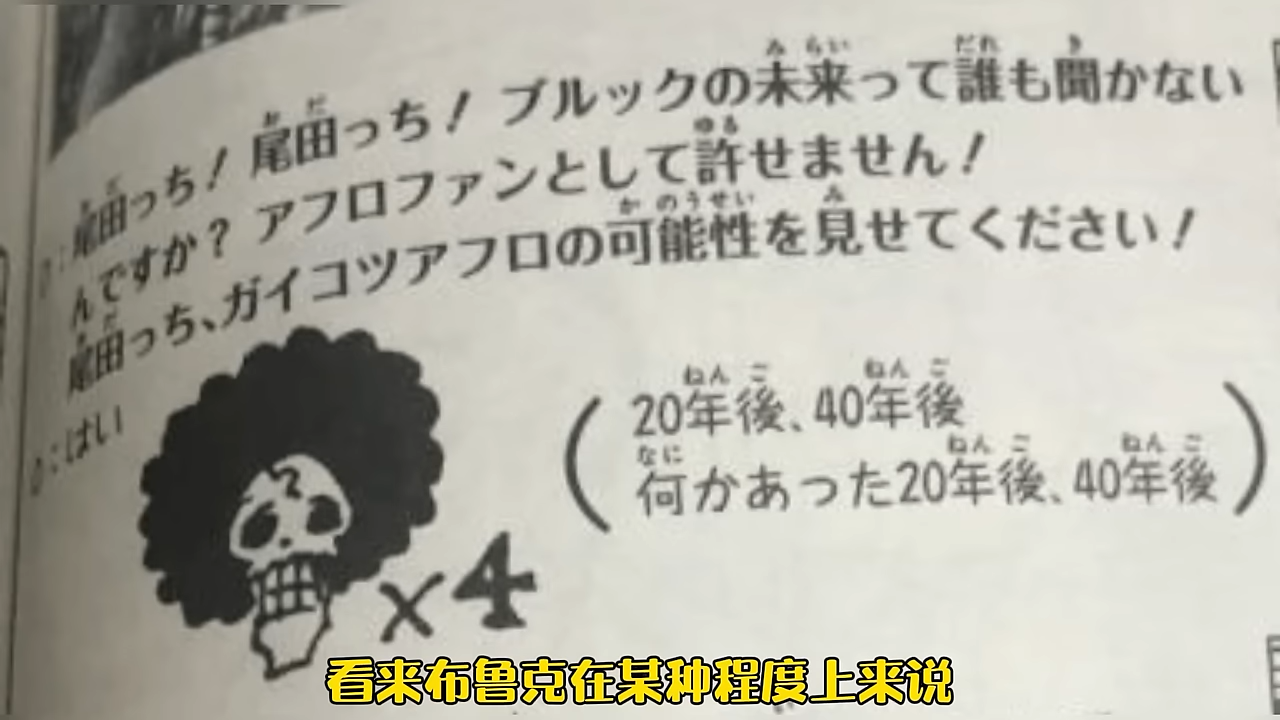 尾田っち！尾田っち！ブルックの未来って誰も聞かない
んですか？アフロファンとして許せません！
尾田っち、ガイコツアフロの可能性を見せてください！
O：はい
×4
（20年後、40年後
何かあった20年後、40年後）
看来布鲁克在某种程度上来说